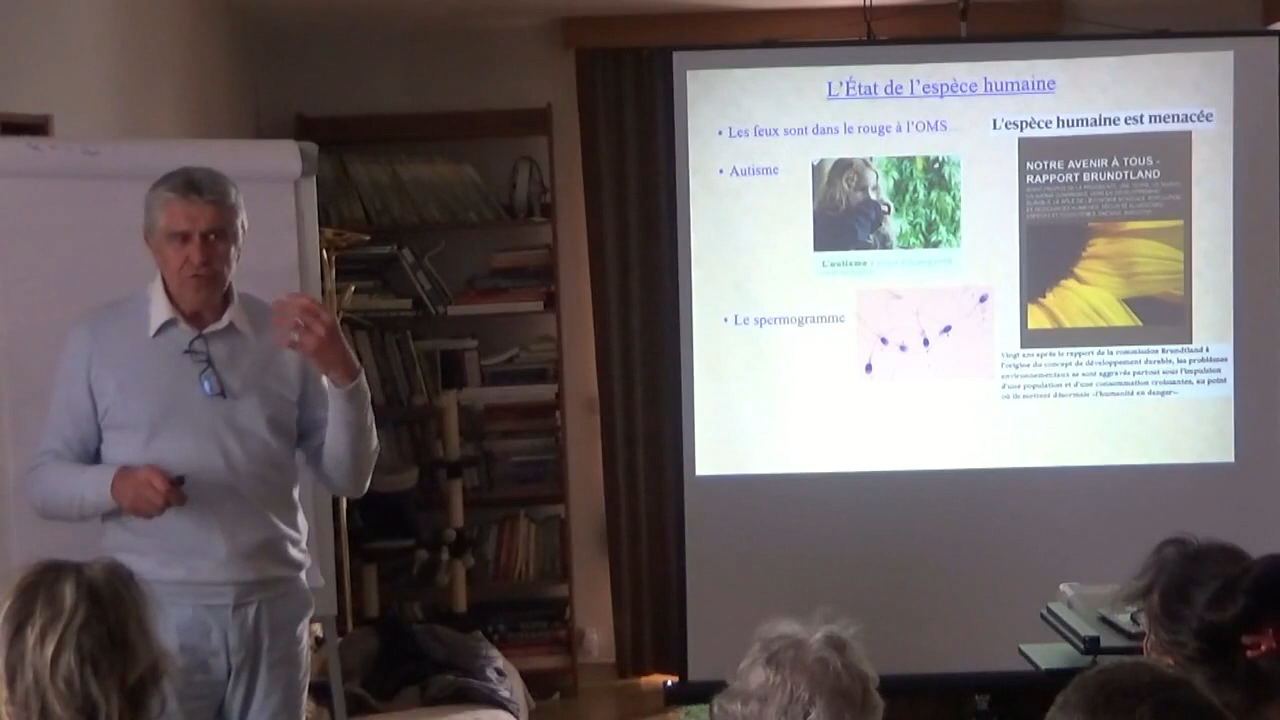 L'État de l'espèce humaine
• Les feux sont dans le rouge à l'OMS
• Autisme
L'autisme
• Le spermogramme
L'espèce humaine est menacée
NOTRE AVENIR À TOUS -
RAPPORT BRUNDTLAND
Vingt ans après le rapport de la commission Brundtland à
l'origine du concept de développement durable, les problèmes
environnementaux se sont aggravés partout sous l'impulsion
d'une population et d'une consommation croissantes, au point
où ils mettent désormais «l'humanité en danger»